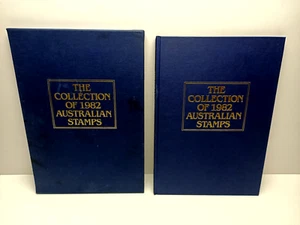 THE
COLLECTION
OF 1982
AUSTRALIAN
STAMPS
THE
COLLECTION
OF 1982
AUSTRALIAN
STAMPS